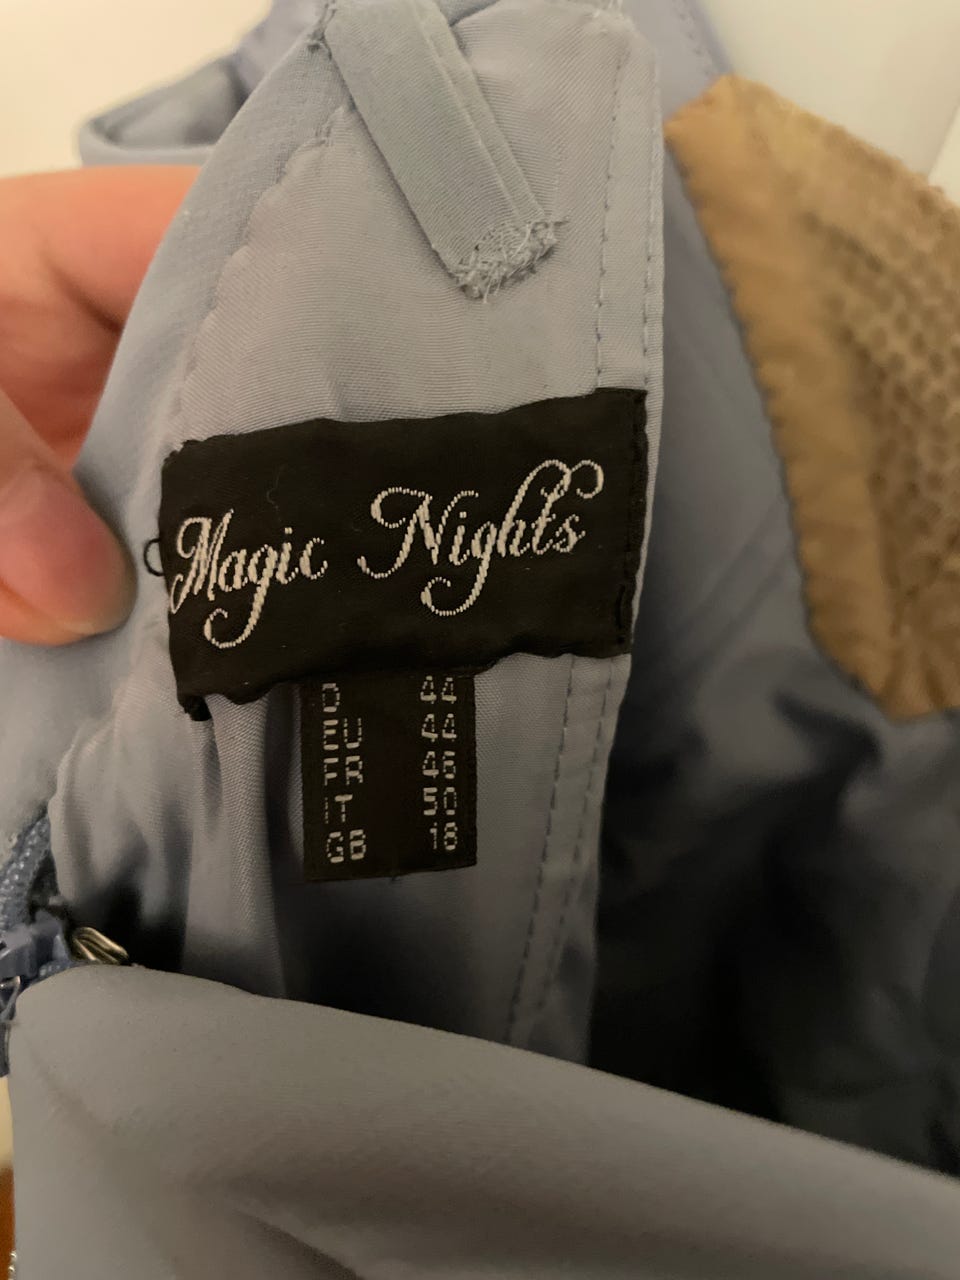 Magic Nights
D 44
EU 44
FR 46
IT 50
GB 18